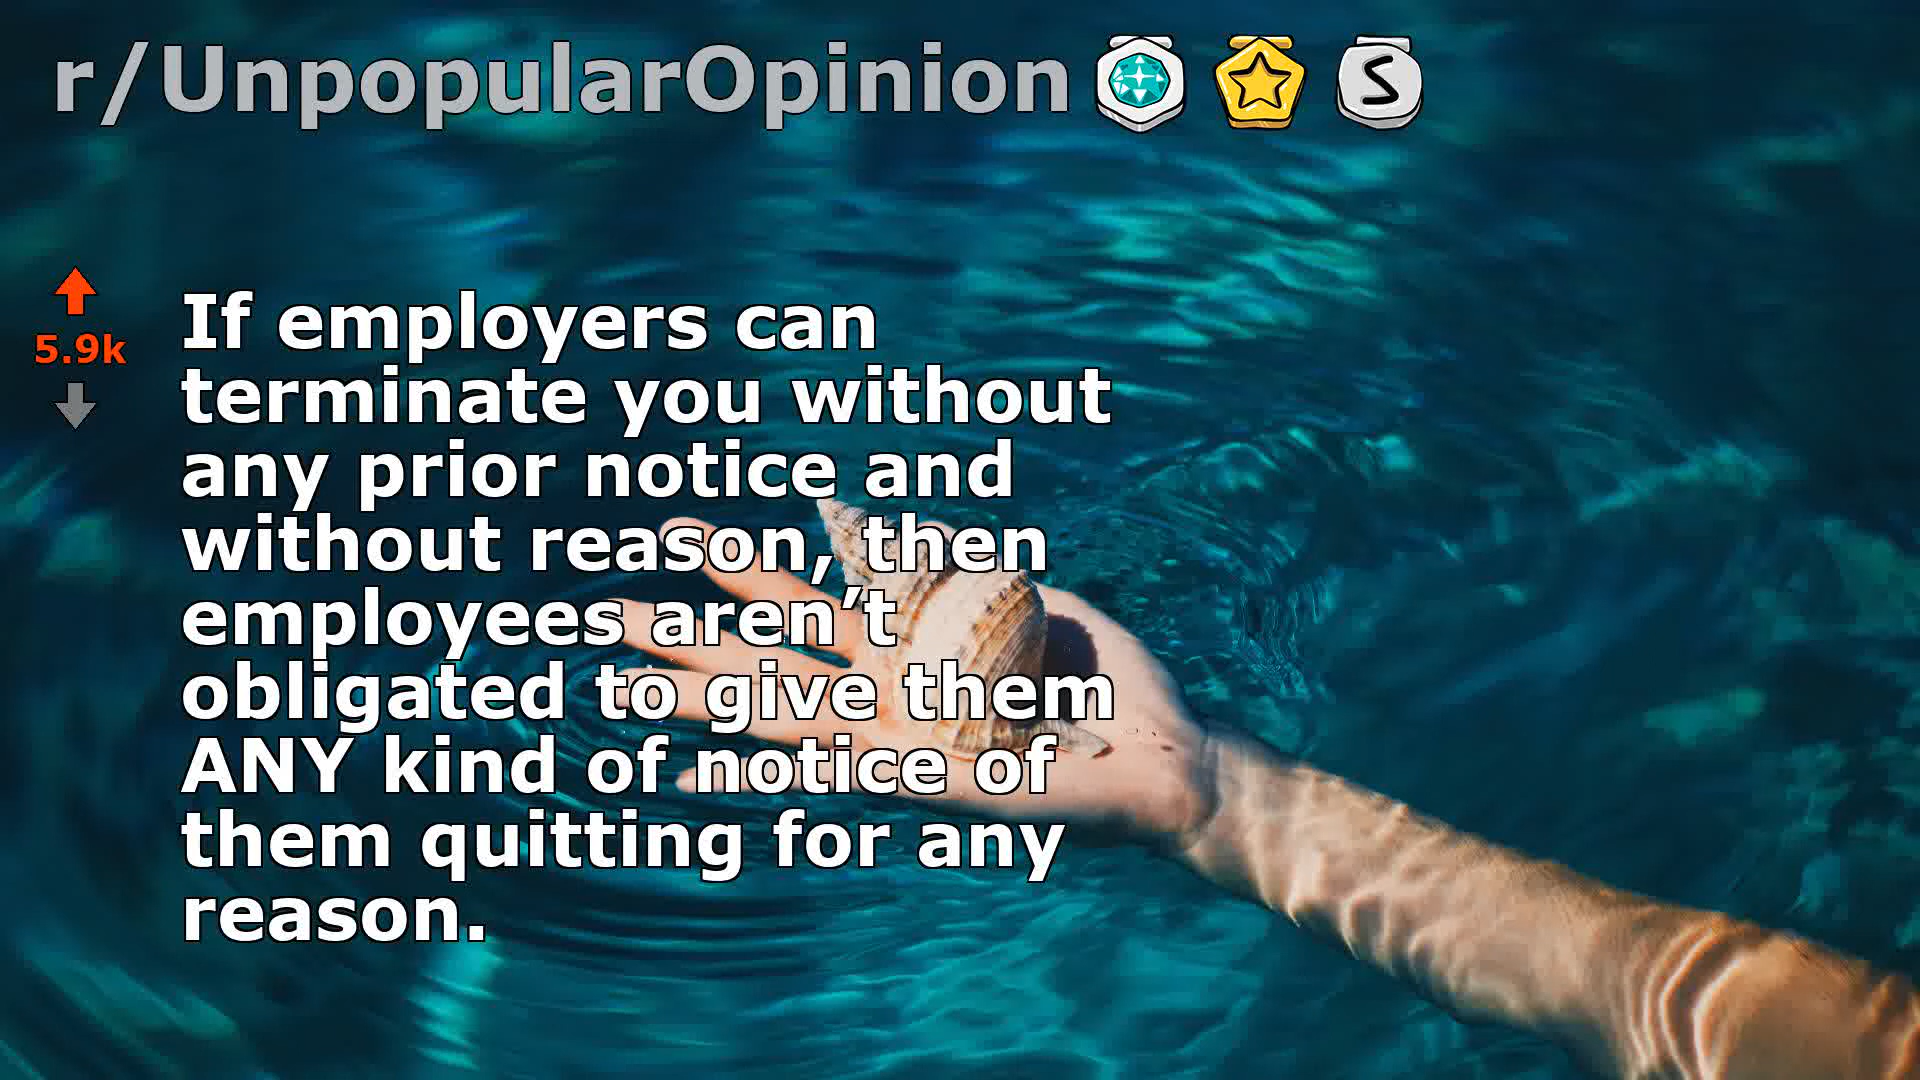 r/UnpopularOpinion
S
5.9k
If employers can
terminate you without
any prior notice and
without reason, then
employees aren’t
obligated to give them
ANY kind of notice of
them quitting for any
reason.